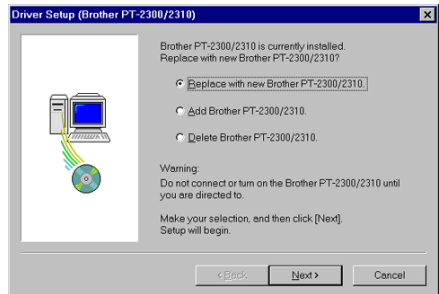 Driver Setup (Brother PT-2300/2310)
Brother PT-2300/2310 is currently installed.
Replace with new Brother PT-2300/2310?
Replace with new Brother PT-2300/2310.
Add Brother PT-2300/2310.
Delete Brother PT-2300/2310.
Warning:
Do not connect or turn on the Brother PT-2300/2310 until
you are directed to.
Make your selection, and then click [Next].
Setup will begin.
< Back Next > Cancel